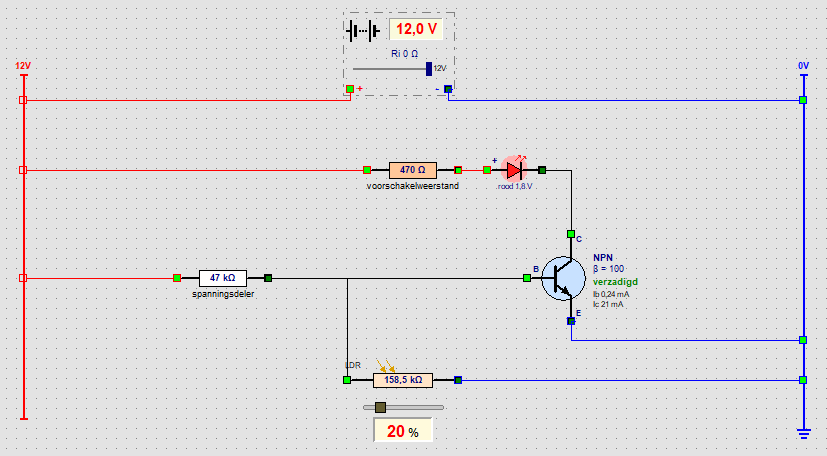 12,0 V
Ri 0 Ω
12V
12V
0V
+ -
470 Ω
voorschakelweerstand
+
rood 1,8 V
C
47 kΩ
spanningsdeler
B
NPN
β = 100
verzadigd
Ib 0,24 mA
Ic 21 mA
E
LDR
158,5 kΩ
20 %